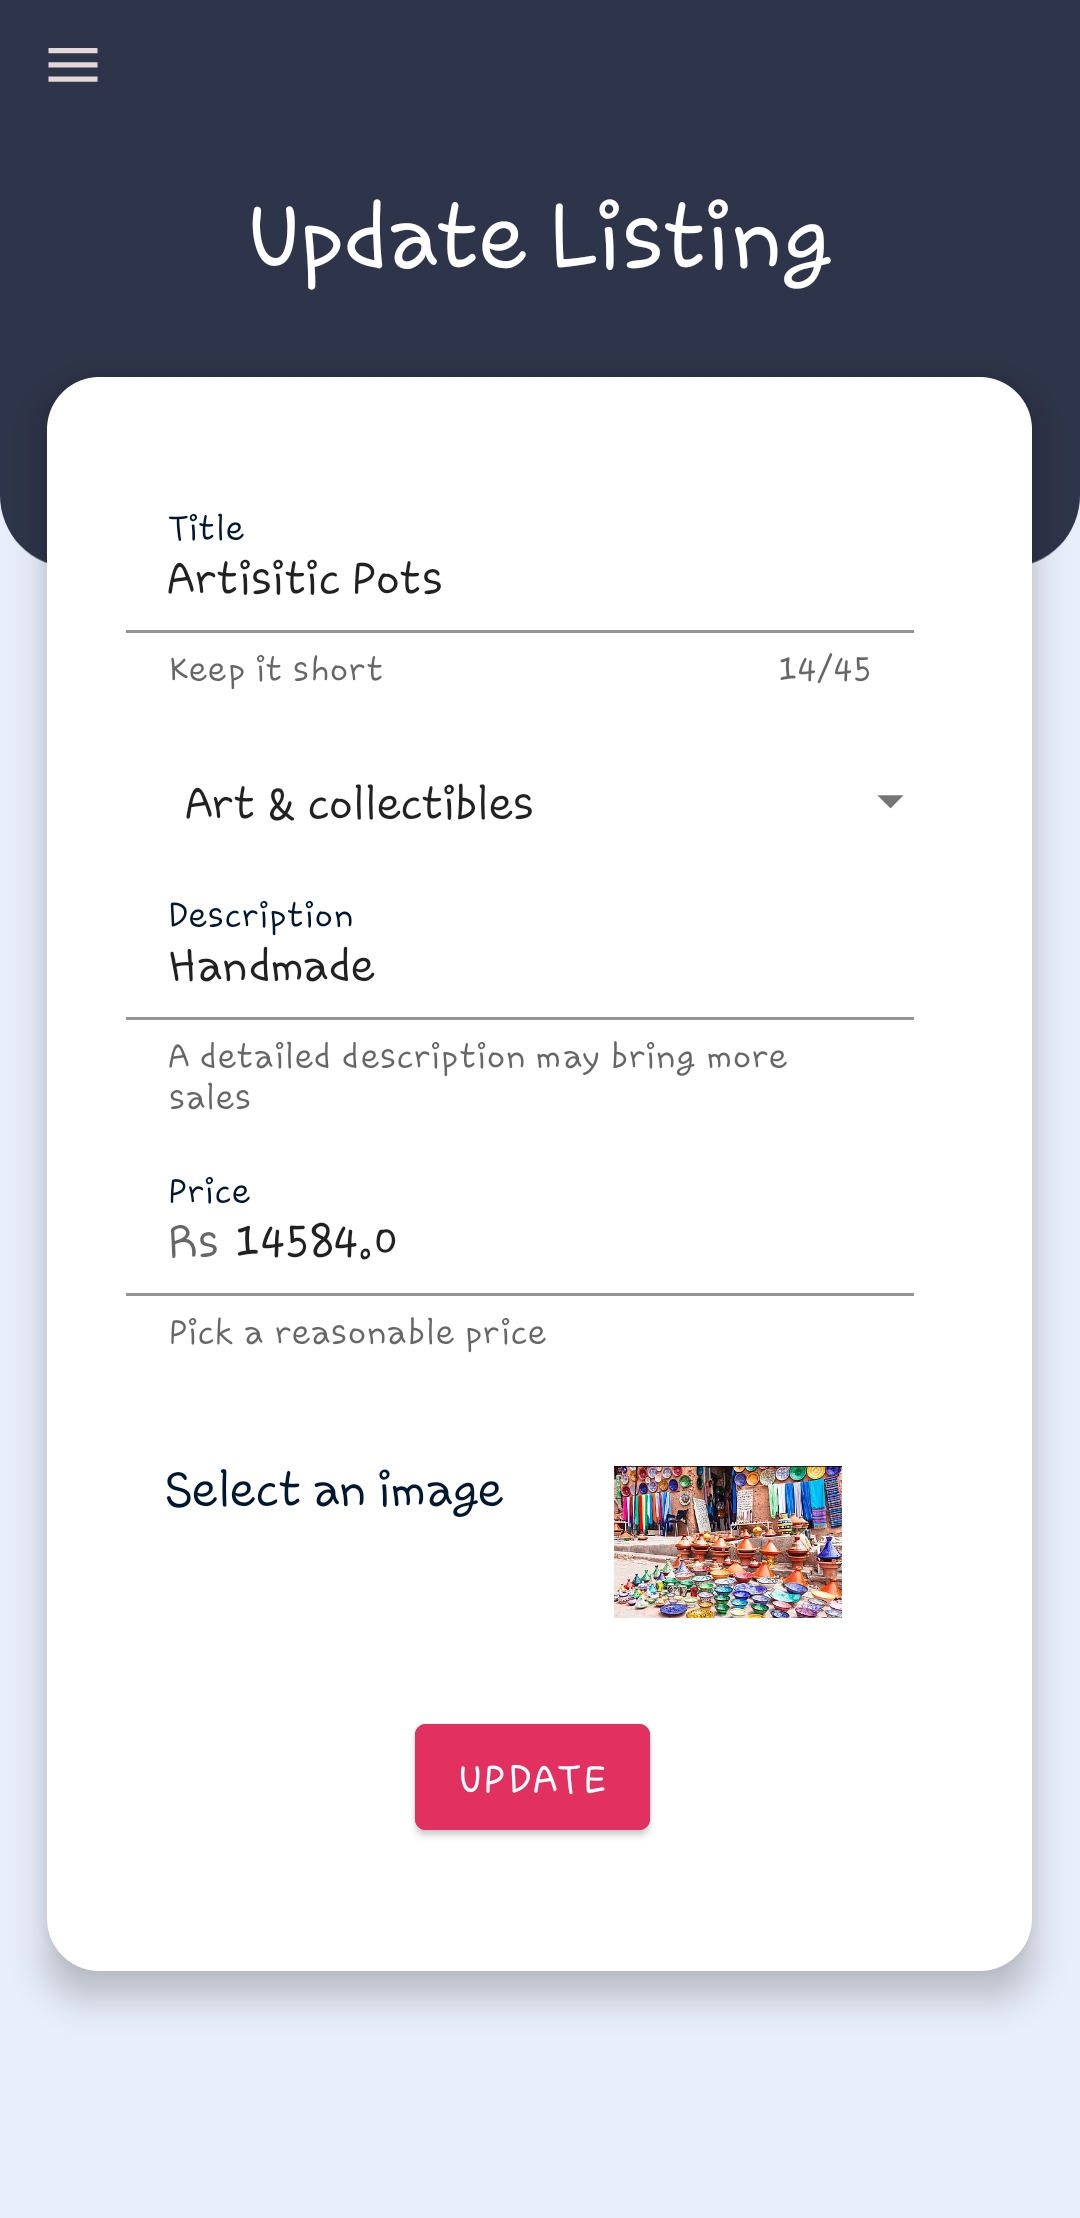 Update Listing
Title
Artisitic Pots
Keep it short 14/45
Art & collectibles
Description
Handmade
A detailed description may bring more
sales
Price
Rs 14584.0
Pick a reasonable price
Select an image
UPDATE